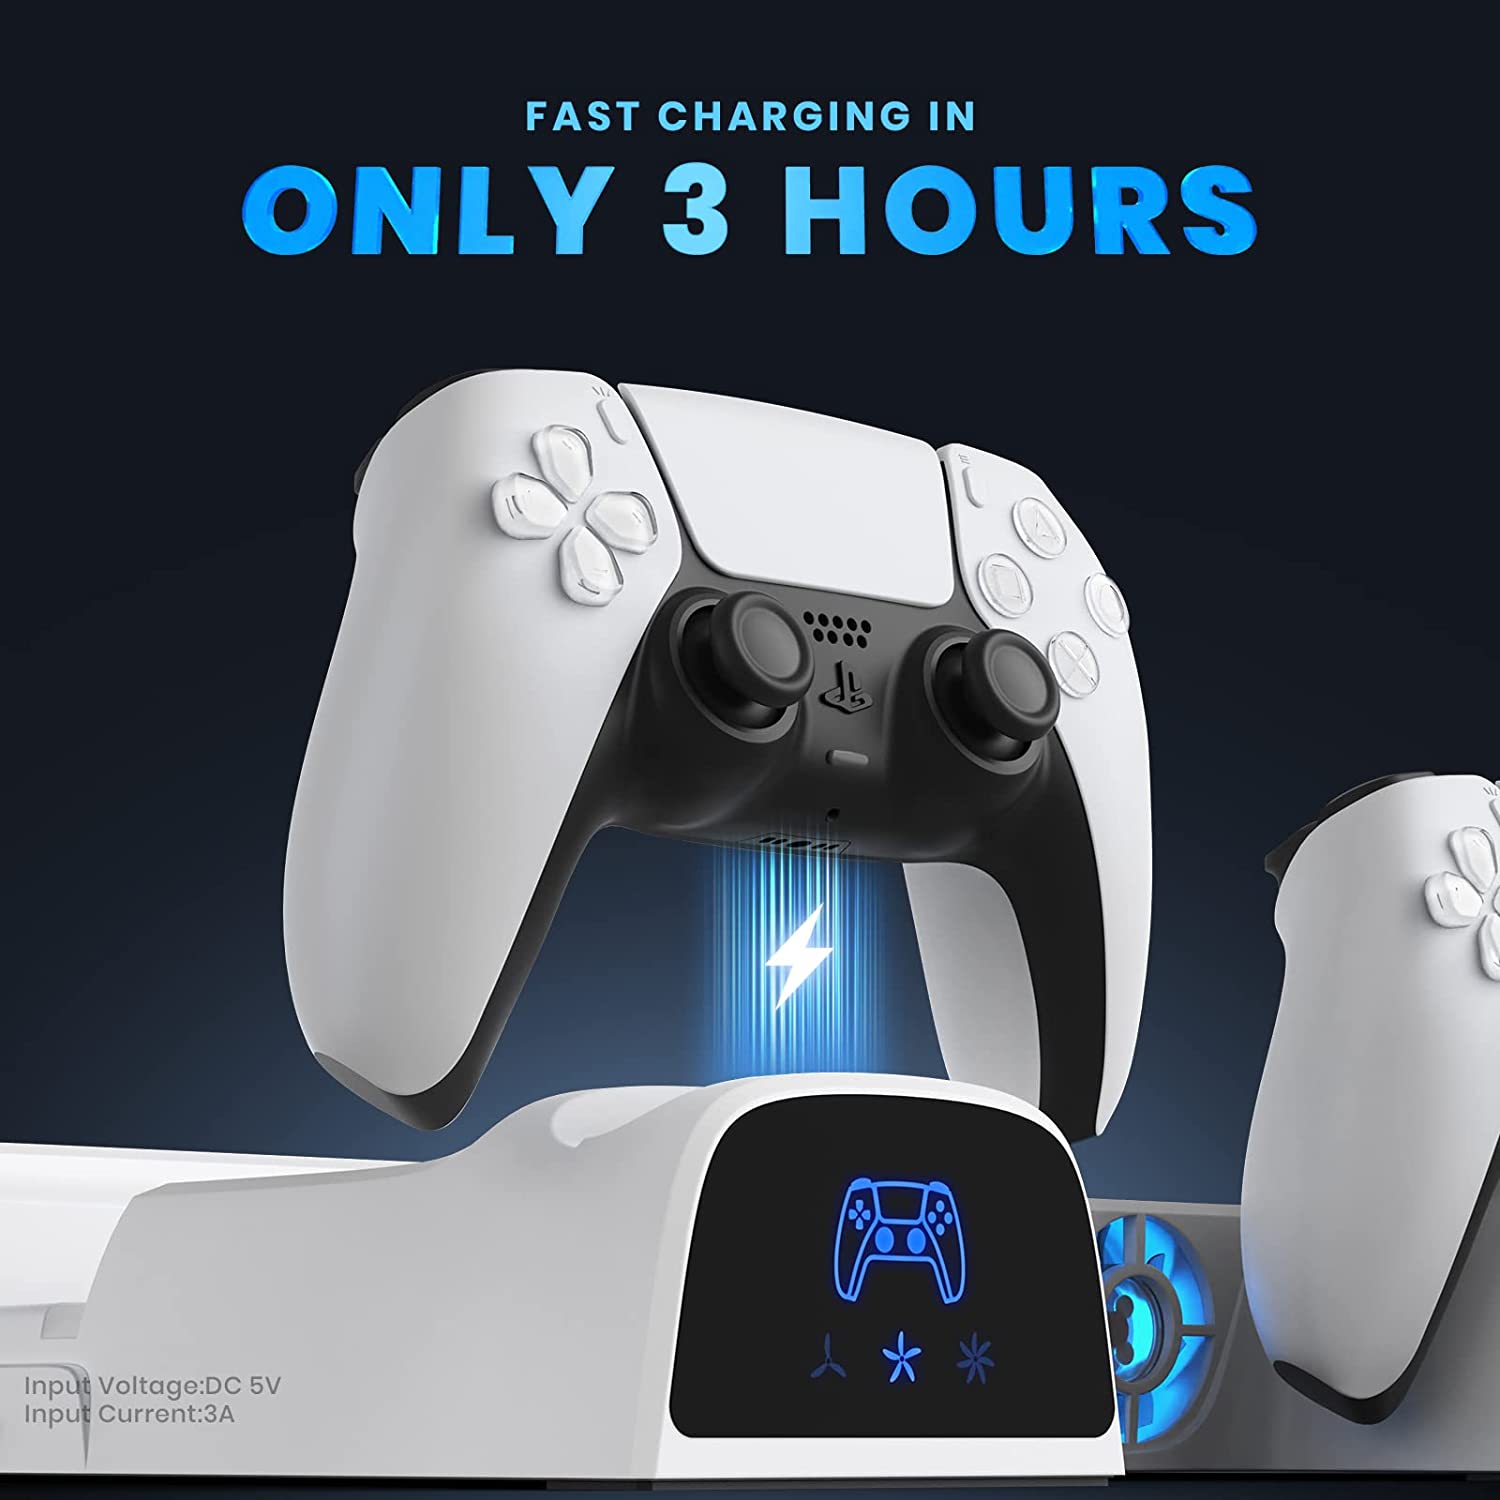 FAST CHARGING IN
ONLY 3 HOURS
Input Voltage:DC 5V
Input Current:3A